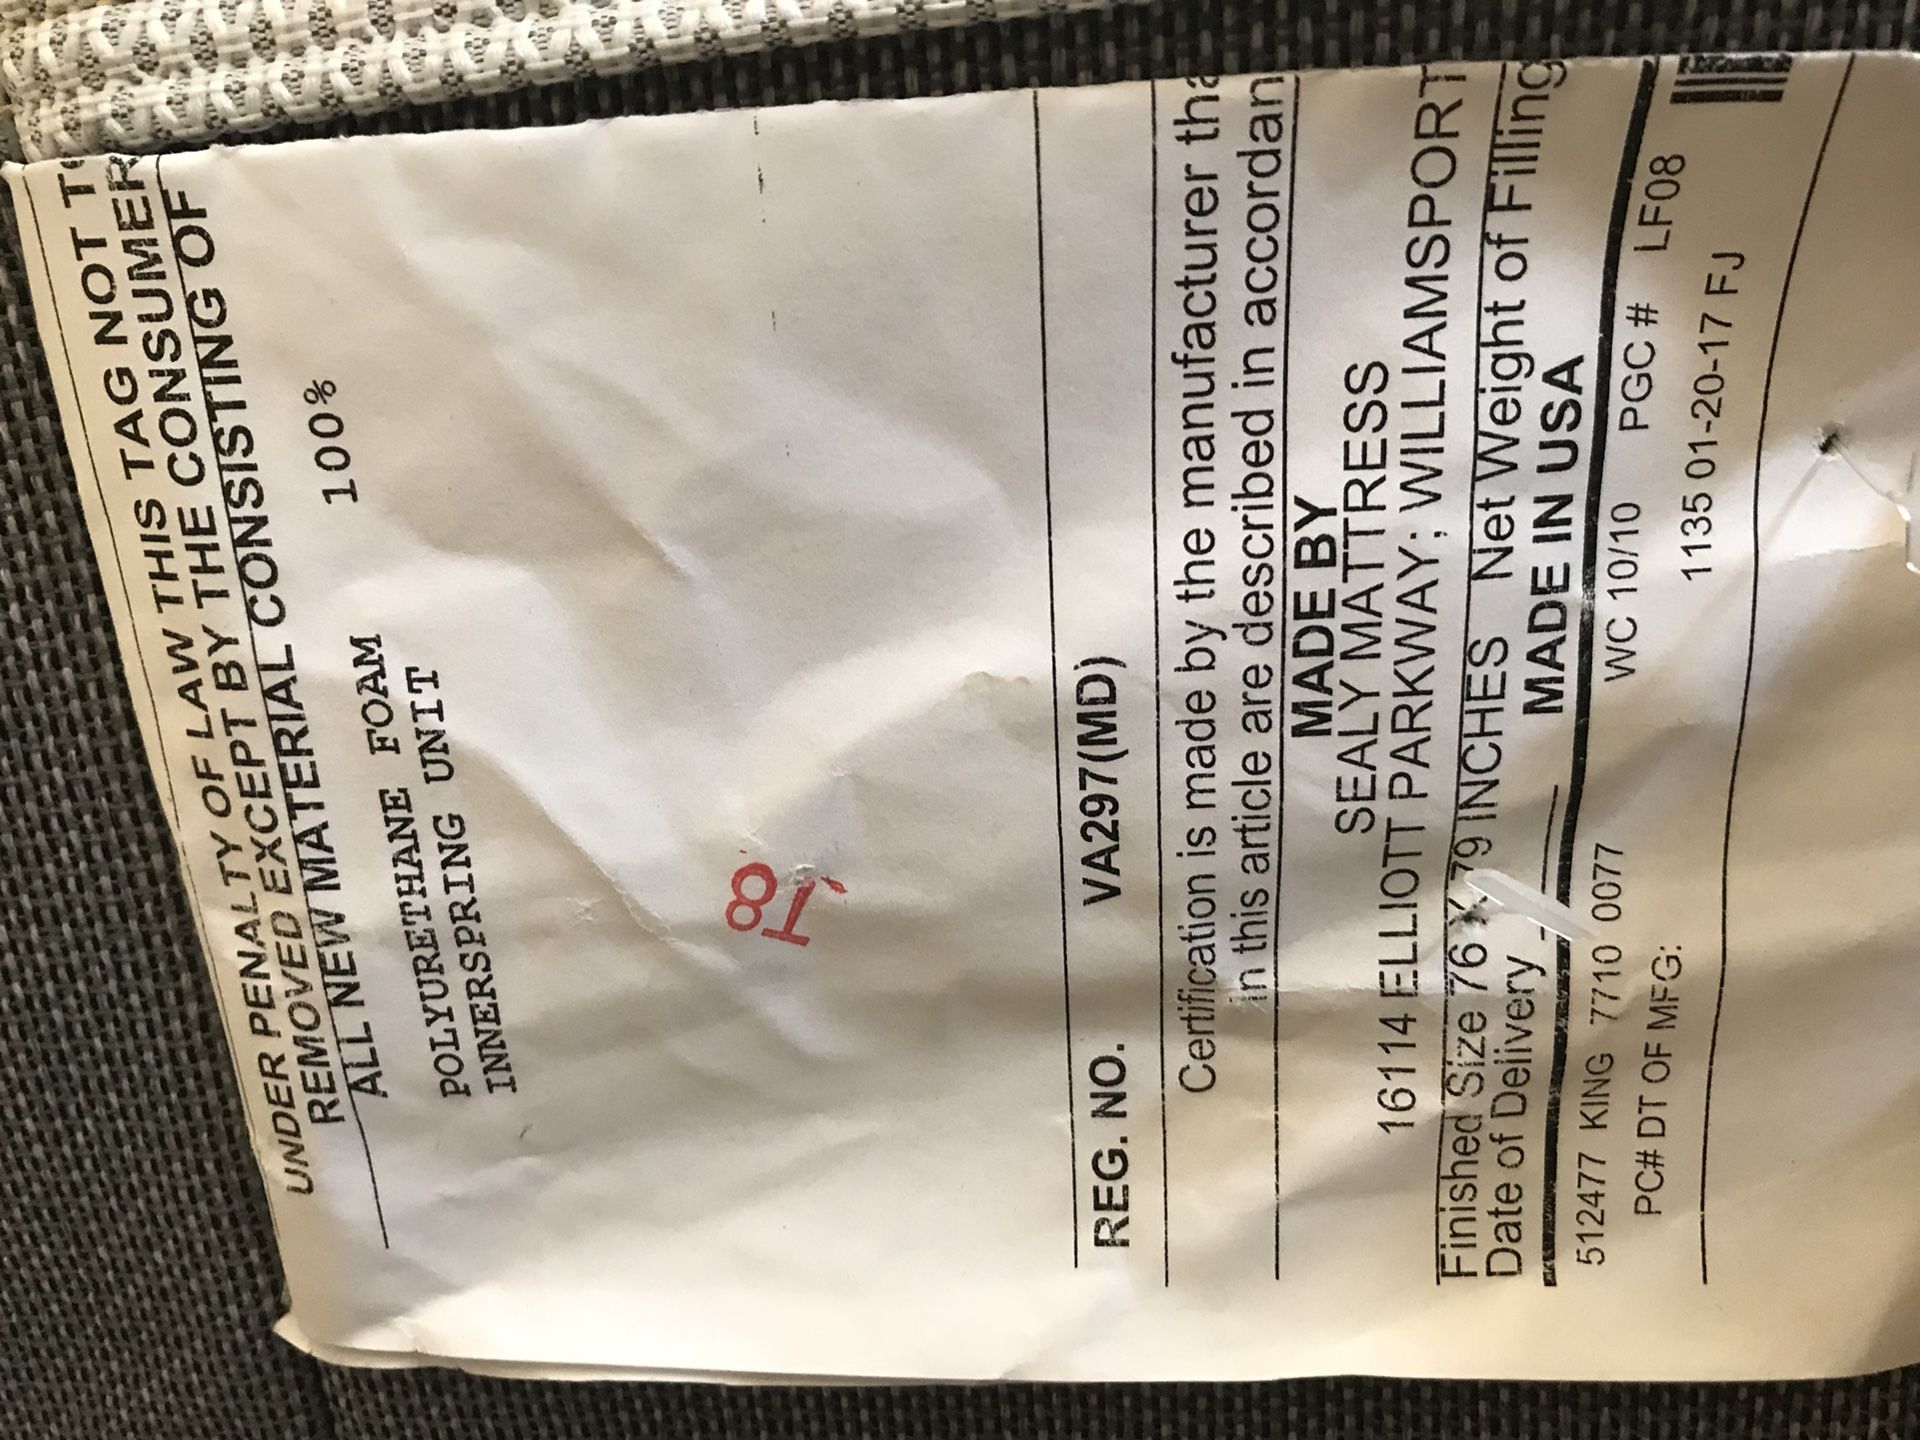 UNDER PENALTY OF LAW THIS TAG NOT
REMOVED EXCEPT BY THE CONSUMER
ALL NEW MATERIAL CONSISTING OF
POLYURETHANE FOAM 100%
INNERSPRING UNIT
REG. NO. VA297(MD)
Certification is made by the manufacturer
in this article are described in
MADE BY
SEALY MATTRESS
16114 ELLIOTT PARKWAY; WILLIAMSPORT
Finished Size 76 X 79 INCHES Net Weight of Filling
Date of Delivery
MADE IN USA
512477 KING 7710 0077 WC 10/10 PGC # LF08
PC# DT OF MFG: 1135 01-20-17 FJ